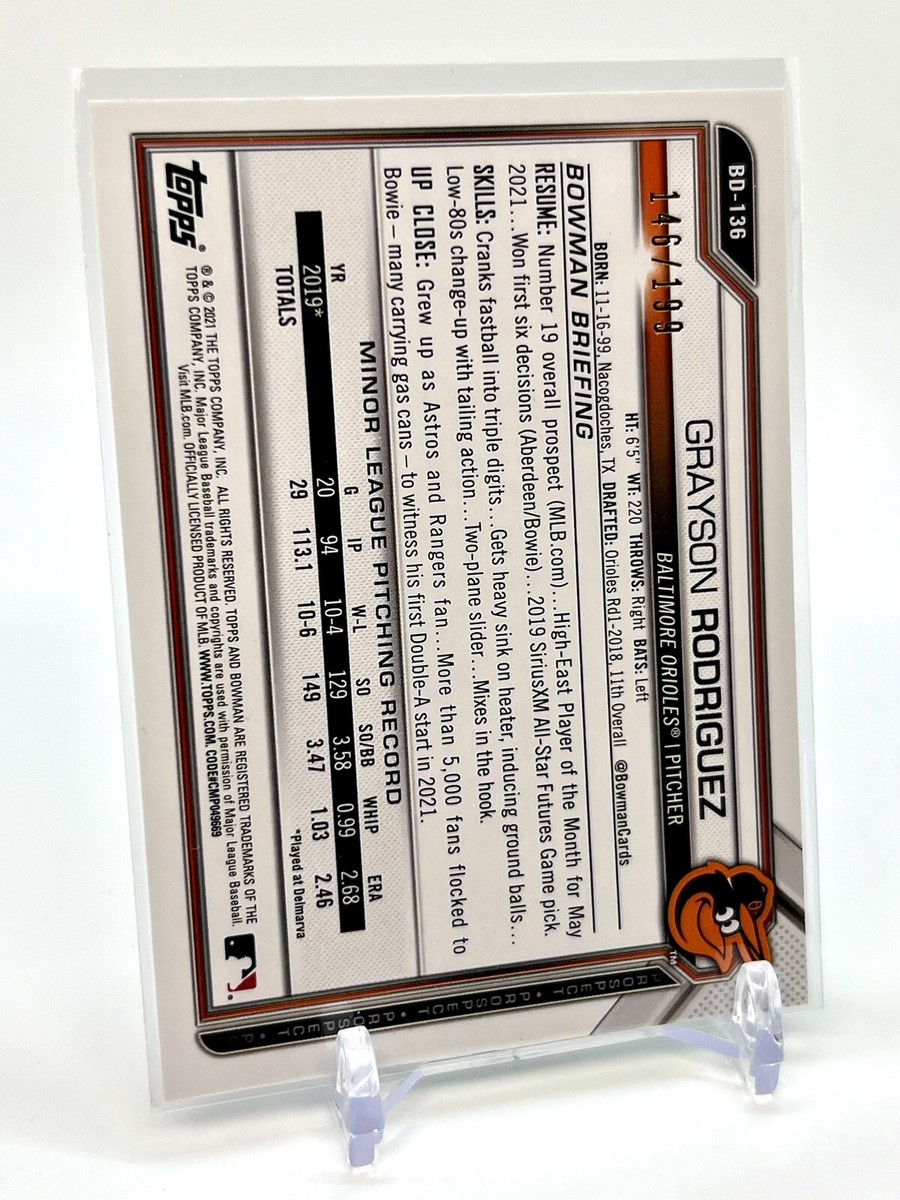 BD-136
GRAYSON RODRIGUEZ
146/199
BALTIMORE ORIOLES® | PITCHER
HT: 6'5" WT: 220 THROWS: Right BATS: Left
BORN: 11-16-99, Nacogdoches, TX DRAFTED: Orioles Rd1-2018, 11th Overall @BowmanCards
BOWMAN BRIEFING
RESUME: Number 19 overall prospect (MLB.com)...High-East Player of the Month for May
2021...Won first six decisions (Aberdeen/Bowie)...2019 SiriusXM All-Star Futures Game pick.
SKILLS: Cranks fastball into triple digits...Gets heavy sink on heater, inducing ground balls...
Low-80s change-up with tailing action...Two-plane slider...Mixes in the hook.
UP CLOSE: Grew up as Astros and Rangers fan...More than 5,000 fans flocked to
Bowie – many carrying gas cans – to witness his first Double-A start in 2021.
MINOR LEAGUE PITCHING RECORD
YR G IP W-L SO SO/BB WHIP ERA
2019* 20 94 10-4 129 3.58 0.99 2.68
TOTALS 29 113.1 10-6 149 3.47 1.03 2.46
*Played at Delmarva
TM
PROSPECT • PROSPECT • P
topps®
® & © 2021 THE TOPPS COMPANY, INC. ALL RIGHTS RESERVED. TOPPS AND BOWMAN ARE REGISTERED TRADEMARKS OF THE
TOPPS COMPANY, INC. Major League Baseball trademarks and copyrights are used with permission of Major League Baseball.
Visit MLB.com. OFFICIALLY LICENSED PRODUCT OF MLB. WWW.TOPPS.COM. CODE#CMP049669